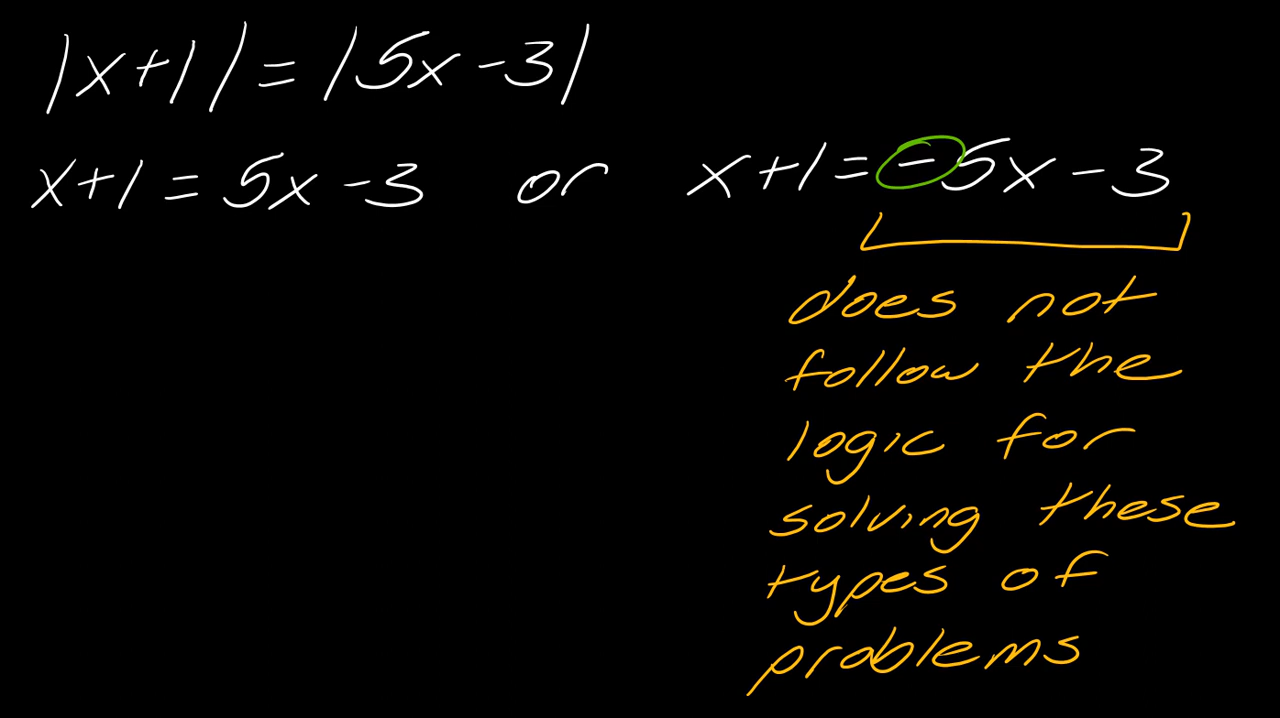 |x+1| = |5x-3|
x+1 = 5x-3 or x+1 = -5x-3
does not
follow the
logic for
solving these
types of
problems